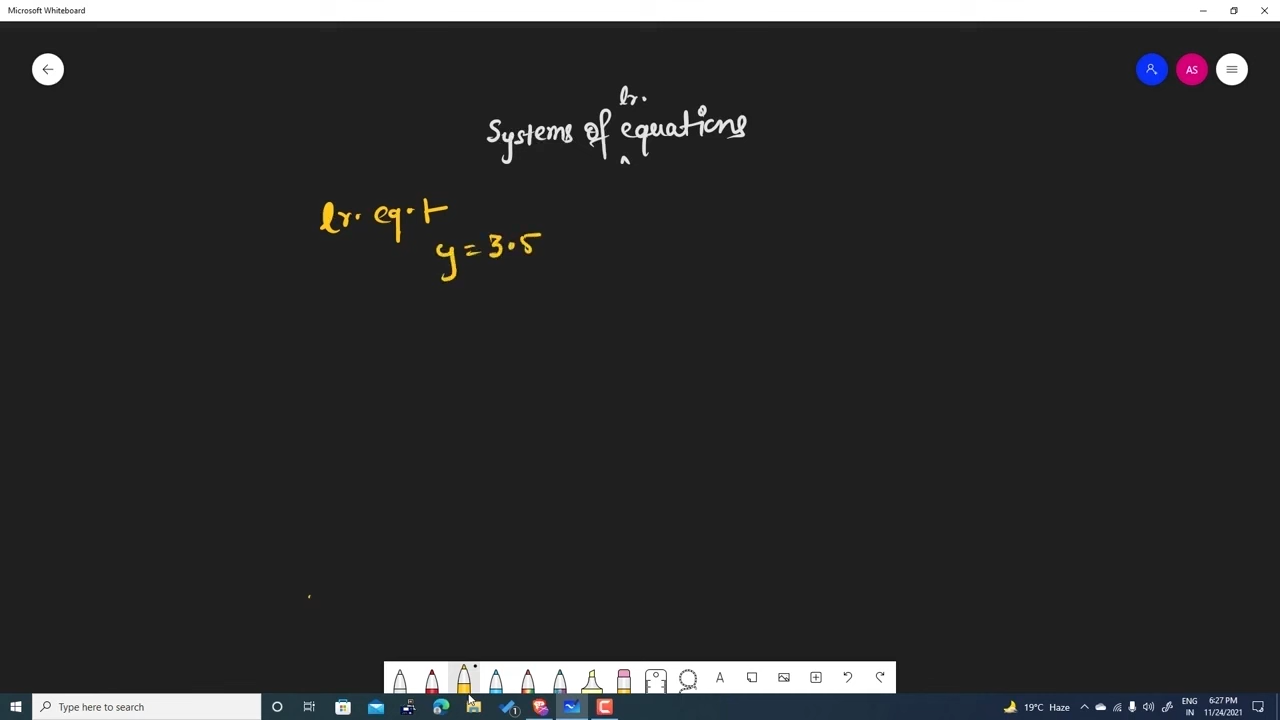 Microsoft Whiteboard
AS
lr.
Systems of equations
^
lr. eq. ⊢
y = 3.5
A
Type here to search
1
19°C Haze
ENG
IN
6:27 PM
11/24/2021